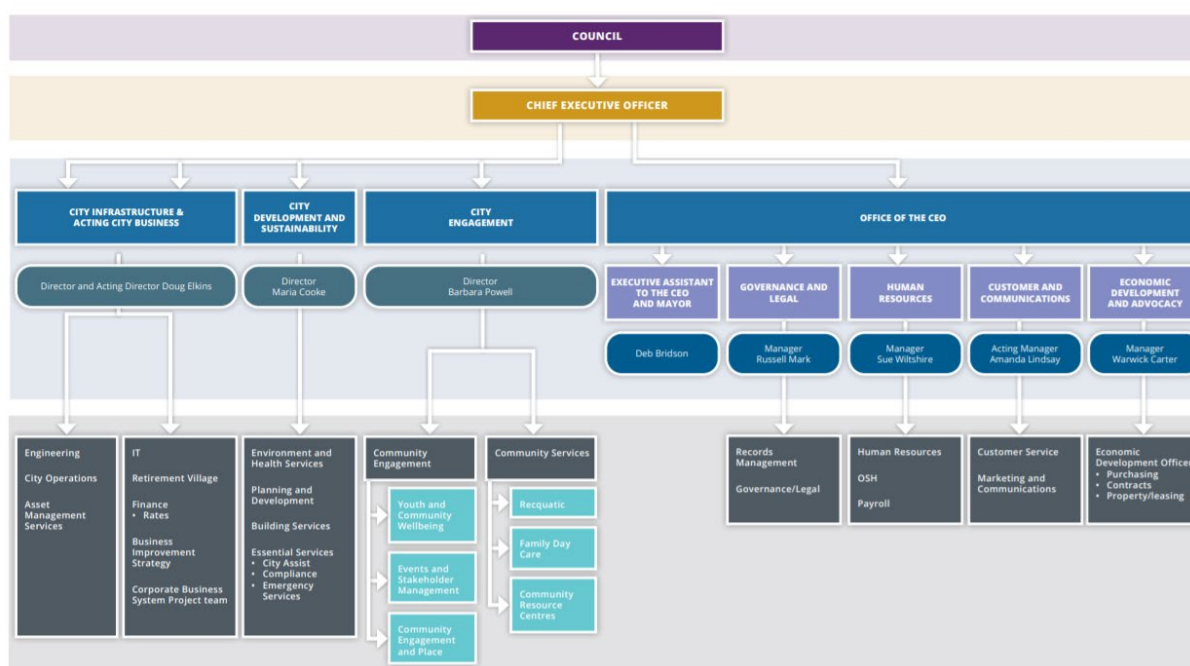 COUNCIL
CHIEF EXECUTIVE OFFICER
CITY INFRASTRUCTURE &
ACTING CITY BUSINESS
CITY
DEVELOPMENT AND
SUSTAINABILITY
CITY
ENGAGEMENT
OFFICE OF THE CEO
Director and Acting Director Doug Elkins
Director
Maria Cooke
Director
Barbara Powell
EXECUTIVE ASSISTANT
TO THE CEO
AND MAYOR
GOVERNANCE AND
LEGAL
HUMAN
RESOURCES
CUSTOMER AND
COMMUNICATIONS
ECONOMIC
DEVELOPMENT
AND ADVOCACY
Deb Bridson
Manager
Russell Mark
Manager
Sue Wiltshire
Acting Manager
Amanda Lindsay
Manager
Warwick Carter
Engineering
City Operations
Asset
Management
Services
IT
Retirement Village
Finance
• Rates
Business
Improvement
Strategy
Corporate Business
System Project team
Environment and
Health Services
Planning and
Development
Building Services
Essential Services
• City Assist
• Compliance
• Emergency
Services
Community
Engagement
Youth and
Community
Wellbeing
Events and
Stakeholder
Management
Community
Engagement
and Place
Community Services
Recquatic
Family Day
Care
Community
Resource
Centres
Records
Management
Governance/Legal
Human Resources
OSH
Payroll
Customer Service
Marketing and
Communications
Economic
Development Officer
• Purchasing
• Contracts
• Property/leasing